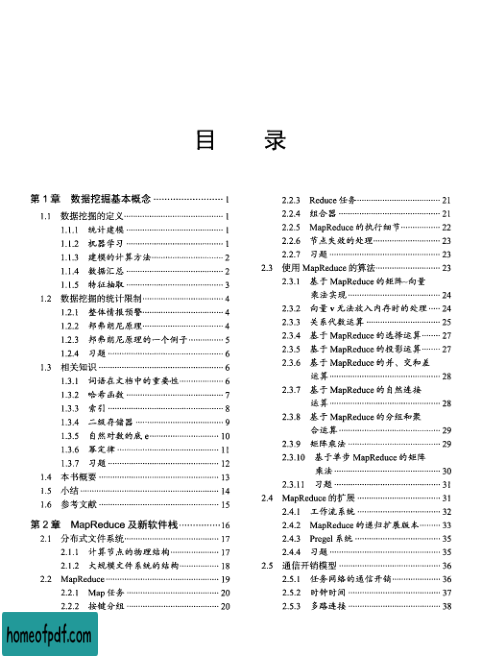 目 录
第 1 章 数据挖掘基本概念 …………………… 1
1.1 数据挖掘的定义 …………………… 1
1.1.1 统计建模 …………………… 1
1.1.2 机器学习 …………………… 1
1.1.3 建模的计算方法 …………………… 2
1.1.4 数据汇总 …………………… 2
1.1.5 特征抽取 …………………… 3
1.2 数据挖掘的统计限制 …………………… 4
1.2.1 整体情报预警 …………………… 4
1.2.2 邦弗朗尼原理 …………………… 4
1.2.3 邦弗朗尼原理的一个例子 …………… 5
1.2.4 习题 …………………… 6
1.3 相关知识 …………………… 6
1.3.1 词语在文档中的重要性 …………… 6
1.3.2 哈希函数 …………………… 7
1.3.3 索引 …………………… 8
1.3.4 二级存储器 …………………… 9
1.3.5 自然对数的底 e …………………… 10
1.3.6 幂定律 …………………… 11
1.3.7 习题 …………………… 12
1.4 本书概要 …………………… 13
1.5 小结 …………………… 14
1.6 参考文献 …………………… 15
第 2 章 MapReduce 及新软件栈 …………… 16
2.1 分布式文件系统 …………………… 17
2.1.1 计算节点的物理结构 …………… 17
2.1.2 大规模文件系统的结构 …………… 18
2.2 MapReduce …………………… 19
2.2.1 Map 任务 …………………… 20
2.2.2 按键分组 …………………… 20
2.2.3 Reduce 任务 …………………… 21
2.2.4 组合器 …………………… 21
2.2.5 MapReduce 的执行细节 …………… 22
2.2.6 节点失效的处理 …………………… 23
2.2.7 习题 …………………… 23
2.3 使用 MapReduce 的算法 …………………… 23
2.3.1 基于 MapReduce 的矩阵–向量
乘法实现 …………………… 24
2.3.2 向量 v 无法放入内存时的处理 …… 24
2.3.3 关系代数运算 …………………… 25
2.3.4 基于 MapReduce 的选择运算 ……… 27
2.3.5 基于 MapReduce 的投影运算 ……… 27
2.3.6 基于 MapReduce 的并、交和差
运算 …………………… 28
2.3.7 基于 MapReduce 的自然连接
运算 …………………… 28
2.3.8 基于 MapReduce 的分组和聚
合运算 …………………… 29
2.3.9 矩阵乘法 …………………… 29
2.3.10 基于单步 MapReduce 的矩阵
乘法 …………………… 30
2.3.11 习题 …………………… 31
2.4 MapReduce 的扩展 …………………… 31
2.4.1 工作流系统 …………………… 32
2.4.2 MapReduce 的递归扩展版本 ……… 33
2.4.3 Pregel 系统 …………………… 35
2.4.4 习题 …………………… 35
2.5 通信开销模型 …………………… 36
2.5.1 任务网络的通信开销 …………… 36
2.5.2 时钟时间 …………………… 37
2.5.3 多路连接 …………………… 38
homeofpdf.com